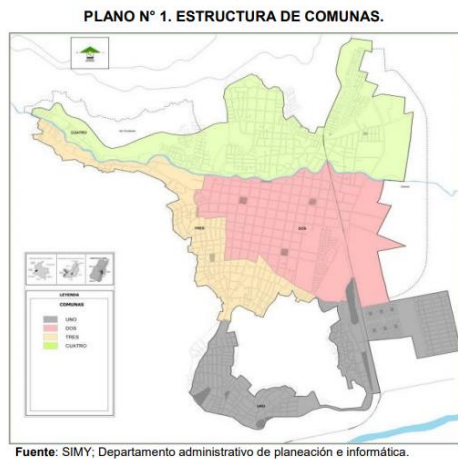 PLANO N° 1. ESTRUCTURA DE COMUNAS.
CUATRO
TRES
DOS
LEYENDA
COMUNAS
UNO
DOS
TRES
CUATRO
UNO
Fuente: SIMY; Departamento administrativo de planeación e informática.